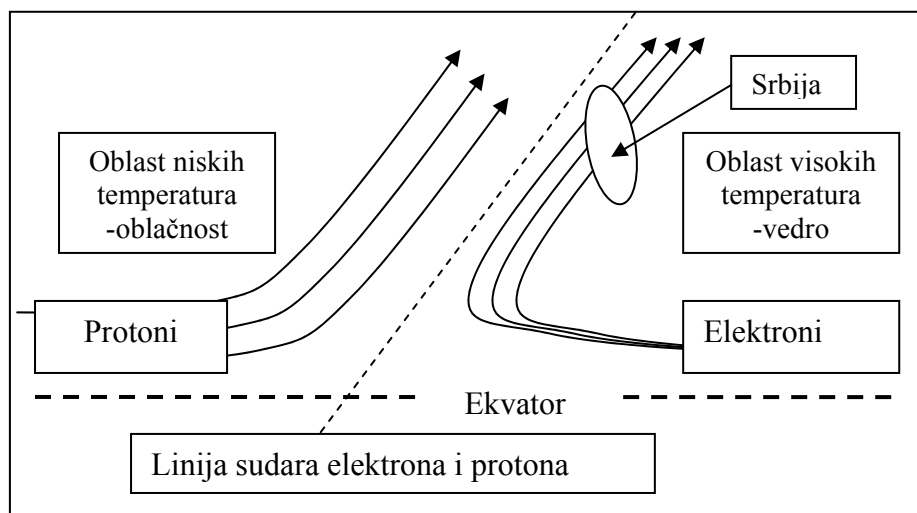 Srbija
Oblast niskih
temperatura
-oblačnost
Oblast visokih
temperatura
-vedro
Protoni
Elektroni
Ekvator
Linija sudara elektrona i protona